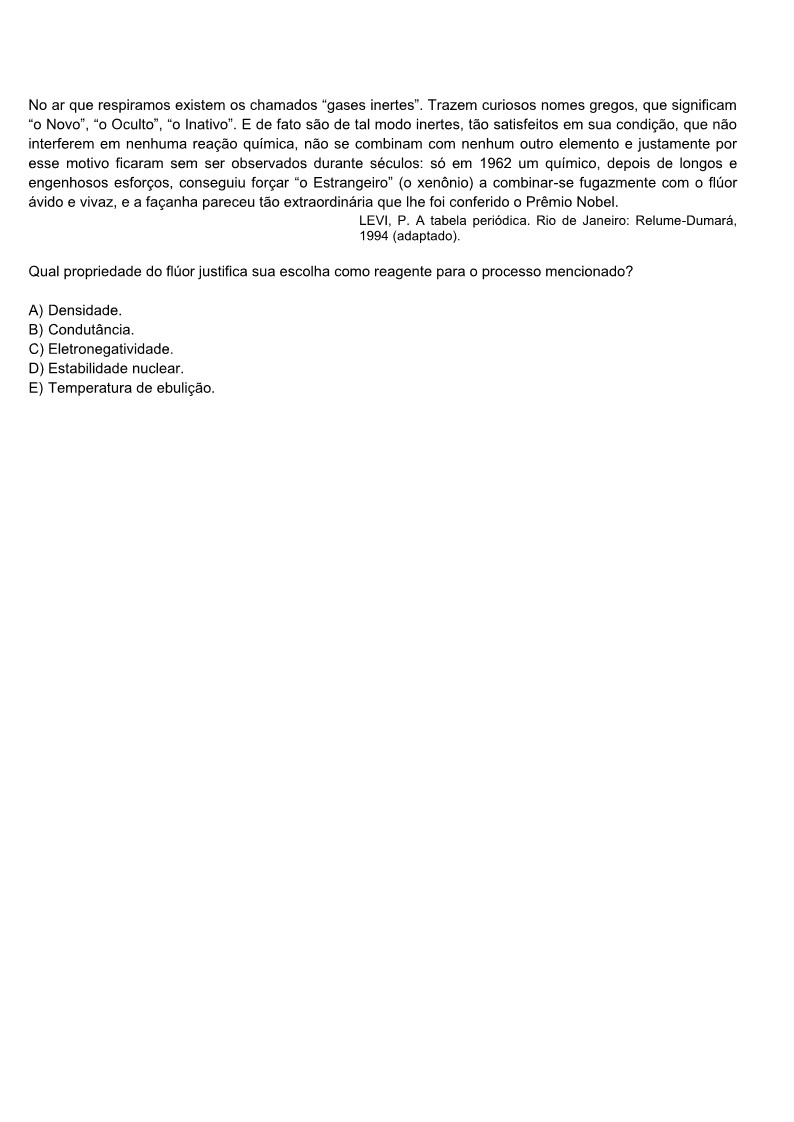 No ar que respiramos existem os chamados “gases inertes”. Trazem curiosos nomes gregos, que significam
“o Novo”, “o Oculto”, “o Inativo”. E de fato são de tal modo inertes, tão satisfeitos em sua condição, que não
interferem em nenhuma reação química, não se combinam com nenhum outro elemento e justamente por
esse motivo ficaram sem ser observados durante séculos: só em 1962 um químico, depois de longos e
engenhosos esforços, conseguiu forçar “o Estrangeiro” (o xenônio) a combinar-se fugazmente com o flúor
ávido e vivaz, e a façanha pareceu tão extraordinária que lhe foi conferido o Prêmio Nobel.
LEVI, P. A tabela periódica. Rio de Janeiro: Relume-Dumará,
1994 (adaptado).
Qual propriedade do flúor justifica sua escolha como reagente para o processo mencionado?
A) Densidade.
B) Condutância.
C) Eletronegatividade.
D) Estabilidade nuclear.
E) Temperatura de ebulição.